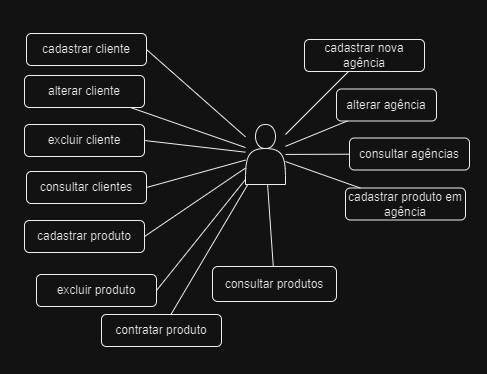 cadastrar cliente
alterar cliente
excluir cliente
consultar clientes
cadastrar produto
excluir produto
contratar produto
consultar produtos
cadastrar nova
agência
alterar agência
consultar agências
cadastrar produto em
agência